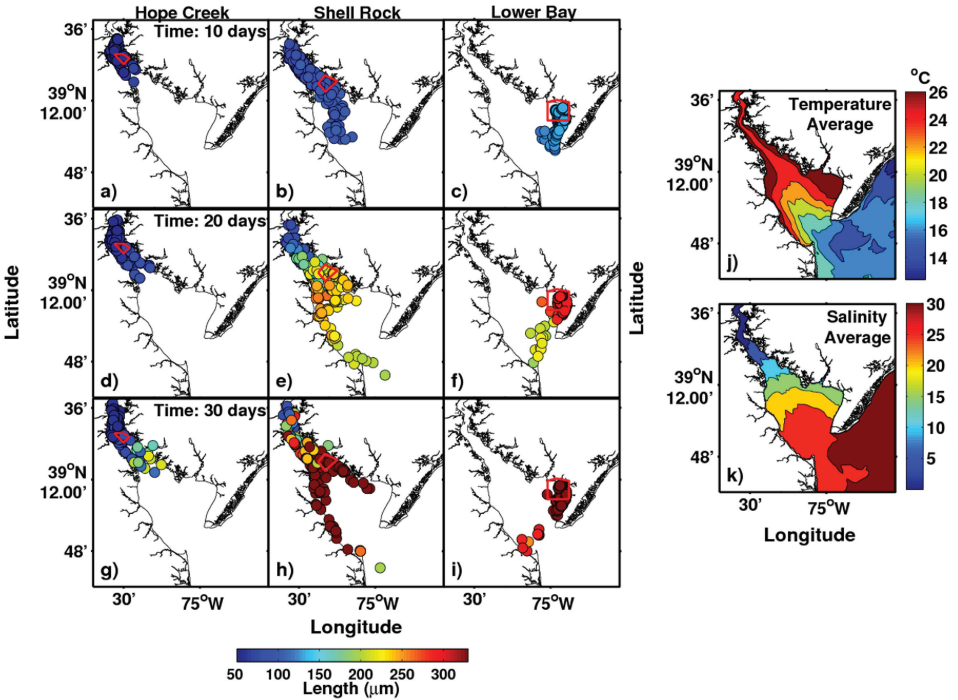 Hope Creek
Shell Rock
Lower Bay
36'
Time: 10 days
39°N
12.00'
48'
a)
b)
c)
36'
Time: 20 days
39°N
12.00'
48'
d)
e)
f)
36'
Time: 30 days
39°N
12.00'
48'
g)
h)
i)
30'
75°W
30'
75°W
30'
75°W
Latitude
Longitude
50 100 150 200 250 300
Length (μm)
36'
Temperature
Average
39°N
12.00'
48'
j)
°C
26
24
22
20
18
16
14
36'
Salinity
Average
39°N
12.00'
48'
k)
30
25
20
15
10
5
30'
75°W
Latitude
Longitude